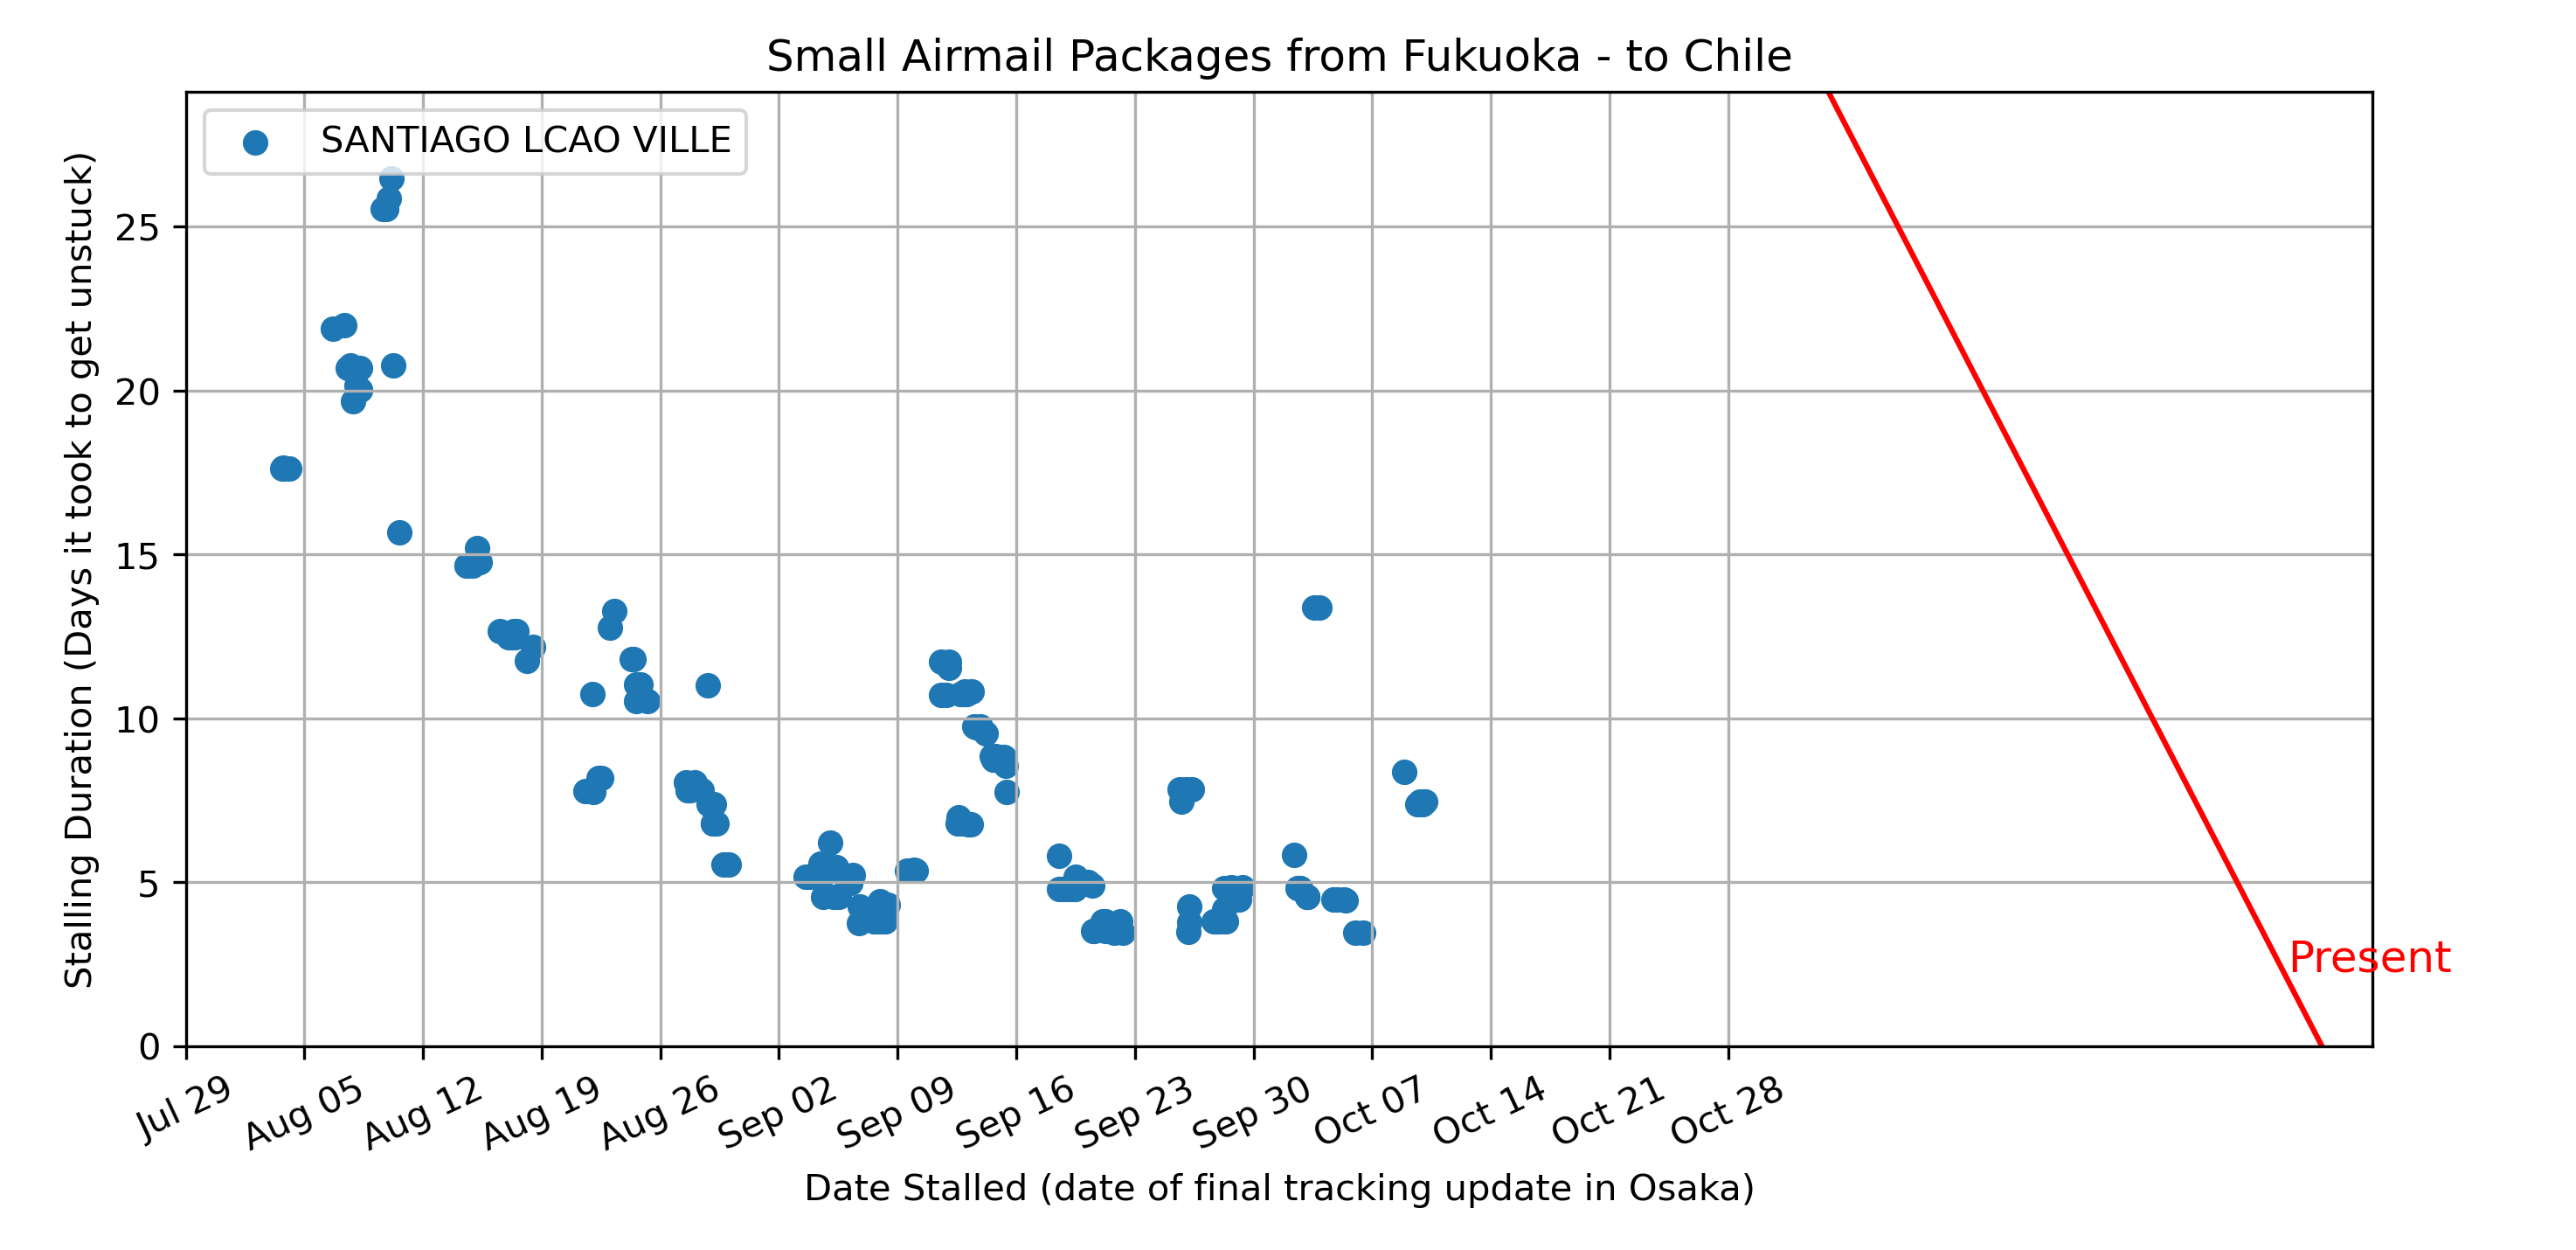 Small Airmail Packages from Fukuoka - to Chile
SANTIAGO LCAO VILLE
Stalling Duration (Days it took to get unstuck)
25
20
15
10
5
0
Present
Jul 29
Aug 05
Aug 12
Aug 19
Aug 26
Sep 02
Sep 09
Sep 16
Sep 23
Sep 30
Oct 07
Oct 14
Oct 21
Oct 28
Date Stalled (date of final tracking update in Osaka)